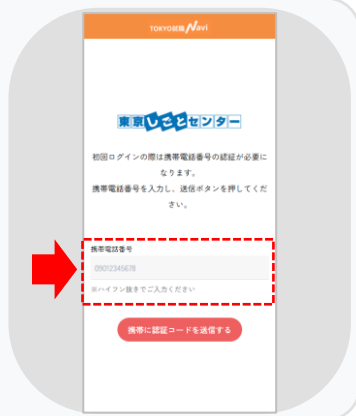 TOKYO就職Navi
東京しごとセンター
初回ログインの際は携帯電話番号の認証が必要に
なります。
携帯電話番号を入力し、送信ボタンを押してくだ
さい。
携帯電話番号
09012345678
※ハイフン抜きでご入力ください
携帯に認証コードを送信する